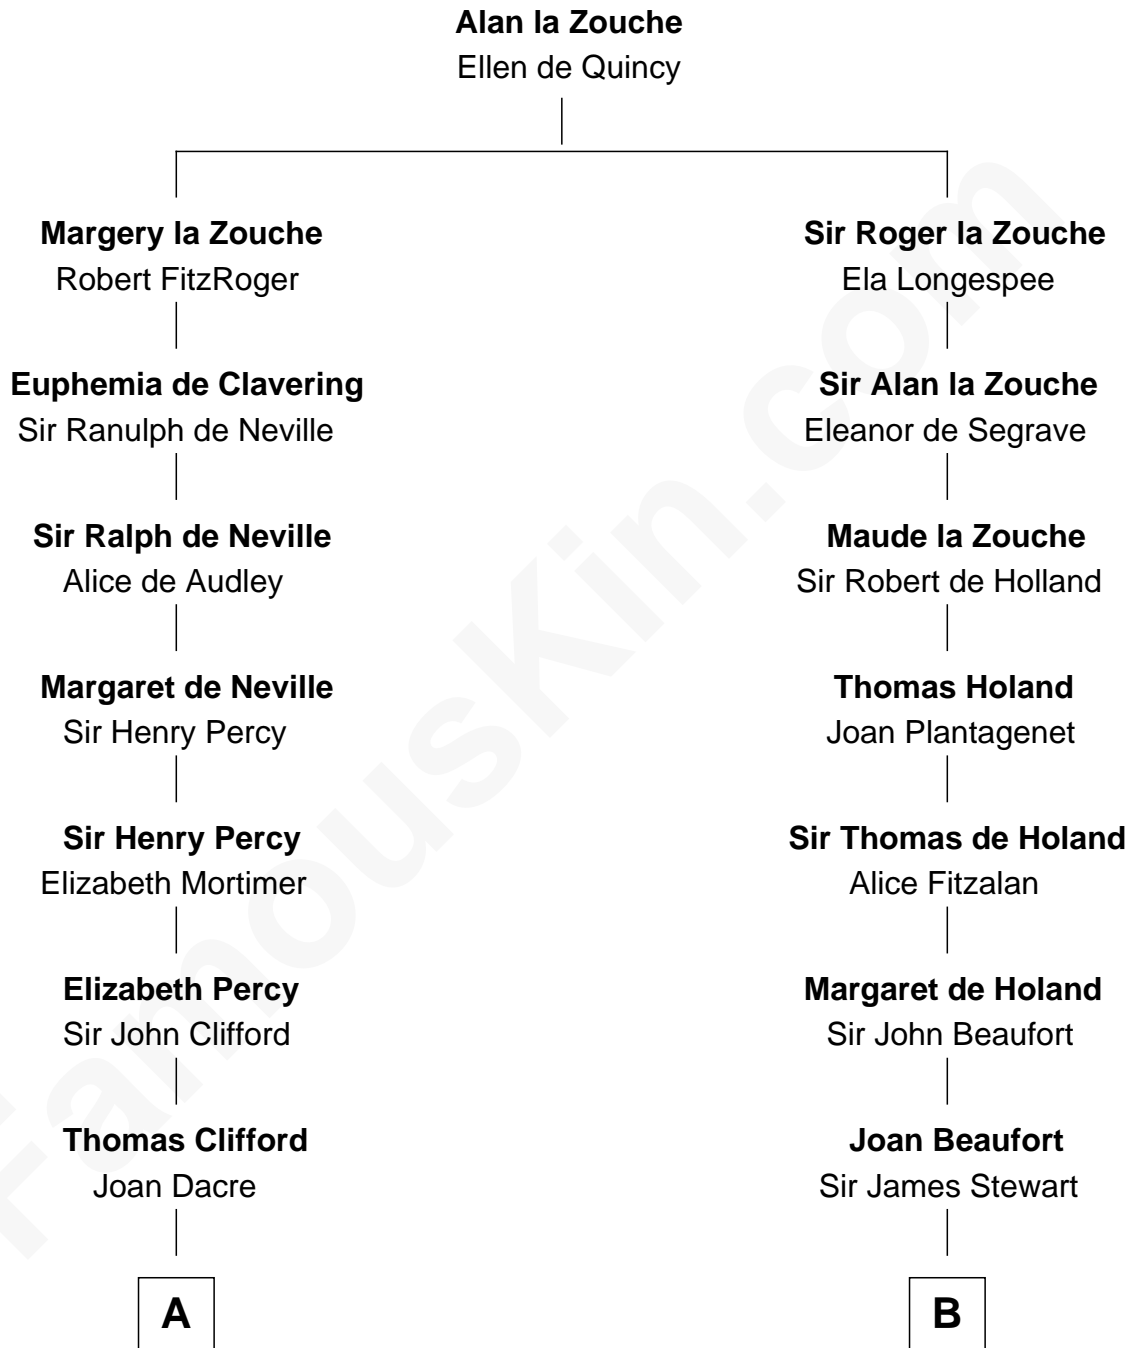 Alan la Zouche
Ellen de Quincy
Margery la Zouche
Robert FitzRoger
Sir Roger la Zouche
Ela Longespee
Euphemia de Clavering
Sir Ranulph de Neville
Sir Alan la Zouche
Eleanor de Segrave
Sir Ralph de Neville
Alice de Audley
Maude la Zouche
Sir Robert de Holland
Margaret de Neville
Sir Henry Percy
Thomas Holand
Joan Plantagenet
Sir Henry Percy
Elizabeth Mortimer
Sir Thomas de Holand
Alice Fitzalan
Elizabeth Percy
Sir John Clifford
Margaret de Holand
Sir John Beaufort
Thomas Clifford
Joan Dacre
Joan Beaufort
Sir James Stewart
A
B
FamousKin.com